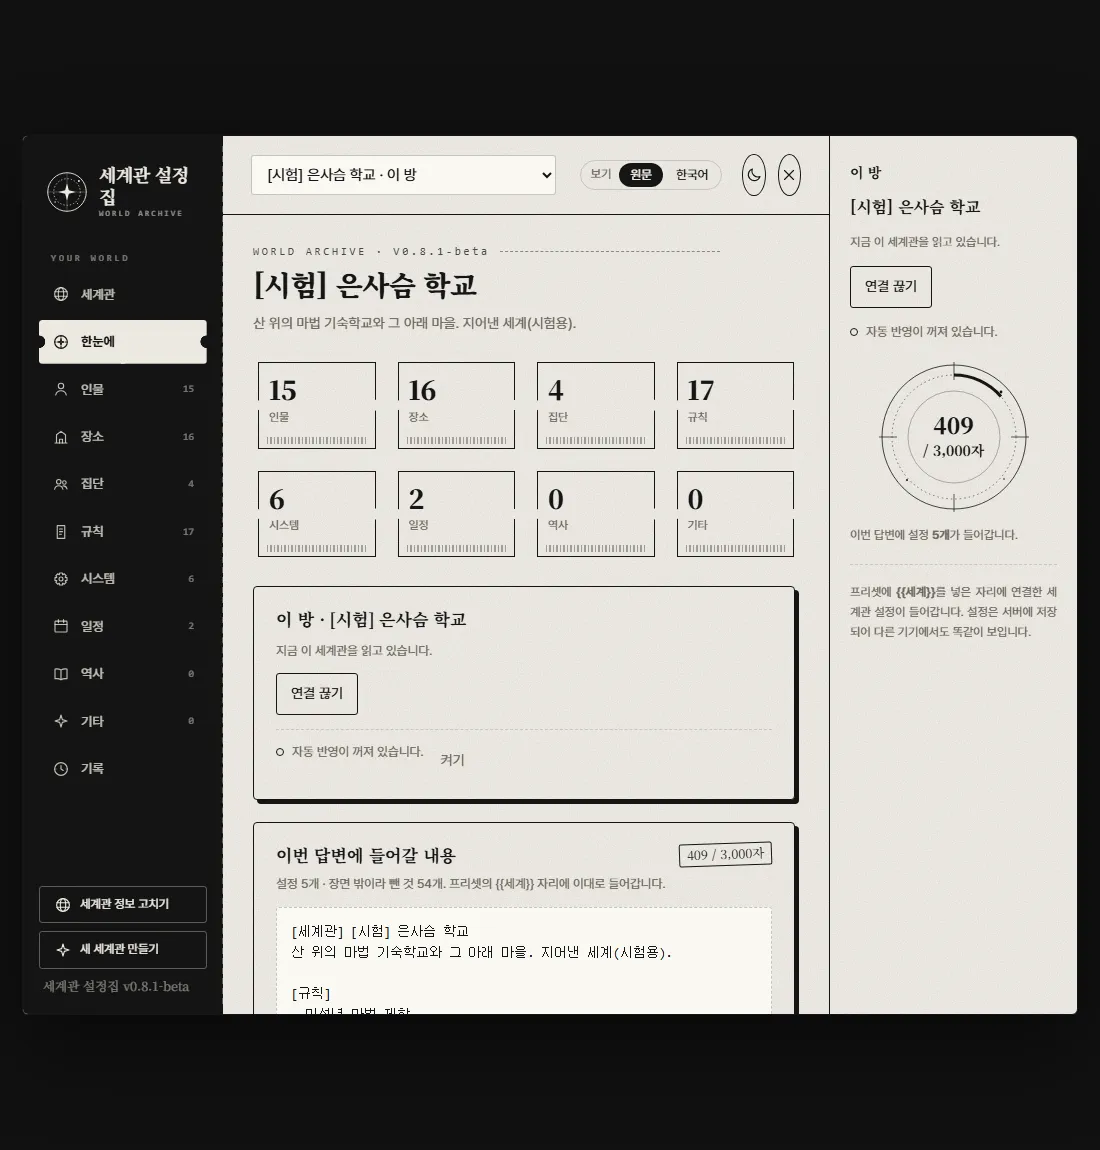 세계관 설정
집
WORLD ARCHIVE
YOUR WORLD
세계관
한눈에
인물 15
장소 16
집단 4
규칙 17
시스템 6
일정 2
역사 0
기타 0
기록
세계관 정보 고치기
새 세계관 만들기
세계관 설정집 v0.8.1-beta
[시험] 은사슴 학교 · 이 방
보기 원문 한국어
WORLD ARCHIVE · V0.8.1-beta
[시험] 은사슴 학교
산 위의 마법 기숙학교와 그 아래 마을. 지어낸 세계(시험용).
15 16 4 17
인물 장소 집단 규칙
6 2 0 0
시스템 일정 역사 기타
이 방 · [시험] 은사슴 학교
지금 이 세계관을 읽고 있습니다.
연결 끊기
자동 반영이 꺼져 있습니다. 켜기
이번 답변에 들어갈 내용 409 / 3,000자
설정 5개 · 장면 밖이라 뺀 것 54개. 프리셋의 {{세계}} 자리에 이대로 들어갑니다.
[세계관] [시험] 은사슴 학교
산 위의 마법 기숙학교와 그 아래 마을. 지어낸 세계(시험용).
[규칙]
이 방
[시험] 은사슴 학교
지금 이 세계관을 읽고 있습니다.
연결 끊기
자동 반영이 꺼져 있습니다.
409
/ 3,000자
이번 답변에 설정 5개가 들어갑니다.
프리셋에 {{세계}}를 넣은 자리에 연결한 세
계관 설정이 들어갑니다. 설정은 서버에 저장
되어 다른 기기에서도 똑같이 보입니다.